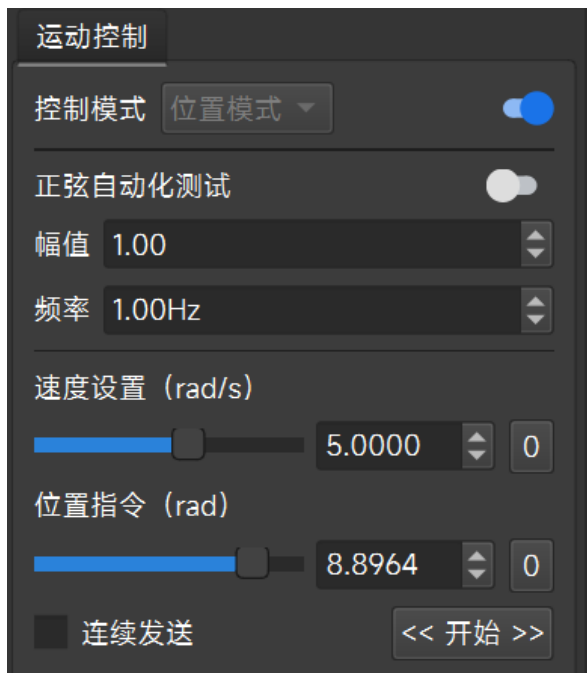 运动控制
控制模式 位置模式
正弦自动化测试
幅值 1.00
频率 1.00Hz
速度设置（rad/s）
5.0000 0
位置指令（rad）
8.8964 0
连续发送 << 开始 >>